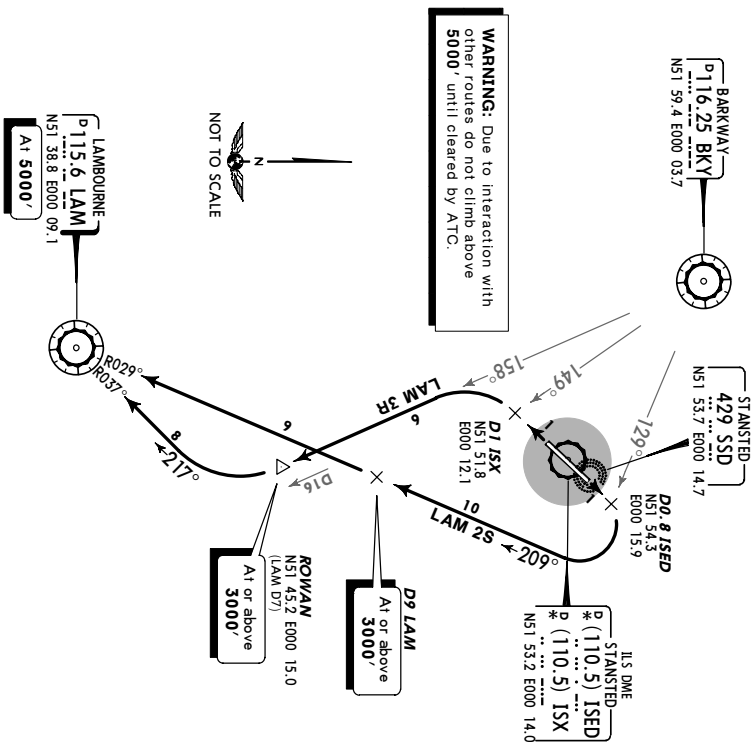 BARKWAY
D 116.25 BKY
N51 59.4 E000 03.7
WARNING: Due to interaction with
other routes do not climb above
5000' until cleared by ATC.
N
NOT TO SCALE
LAMBOURNE
D 115.6 LAM
N51 38.8 E000 09.1
At 5000'
STANSTED
429 SSD
N51 53.7 E000 14.7
129°
149°
158°
D0.8 ISED
N51 54.3
E000 15.9
D1 ISX
N51 51.8
E000 12.1
ILS DME
STANSTED
D
* (110.5) ISED
D
* (110.5) ISX
N51 53.2 E000 14.0
LAM 3R
6
10
LAM 2S
209°
9
D16
R029°
R037°
8
217°
D9 LAM
At or above
3000'
ROWAN
N51 45.2 E000 15.0
(LAM D7)
At or above
3000'